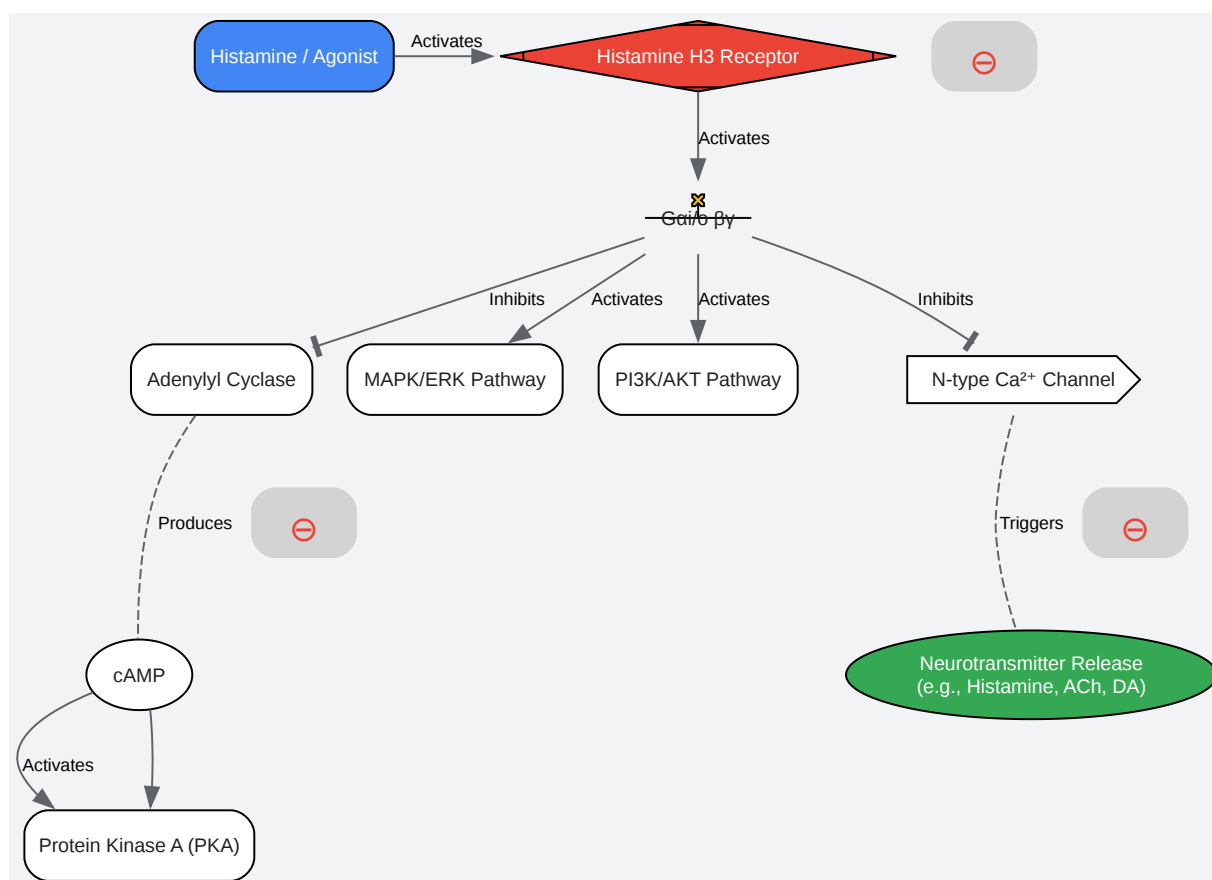 Histamine / Agonist
Activates
Histamine H3 Receptor
⊖
Activates
Gαi/o βγ
Inhibits
Activates
Activates
Inhibits
Adenylyl Cyclase
MAPK/ERK Pathway
PI3K/AKT Pathway
N-type Ca²⁺ Channel
Produces
⊖
Triggers
⊖
cAMP
Neurotransmitter Release
(e.g., Histamine, ACh, DA)
Activates
Protein Kinase A (PKA)